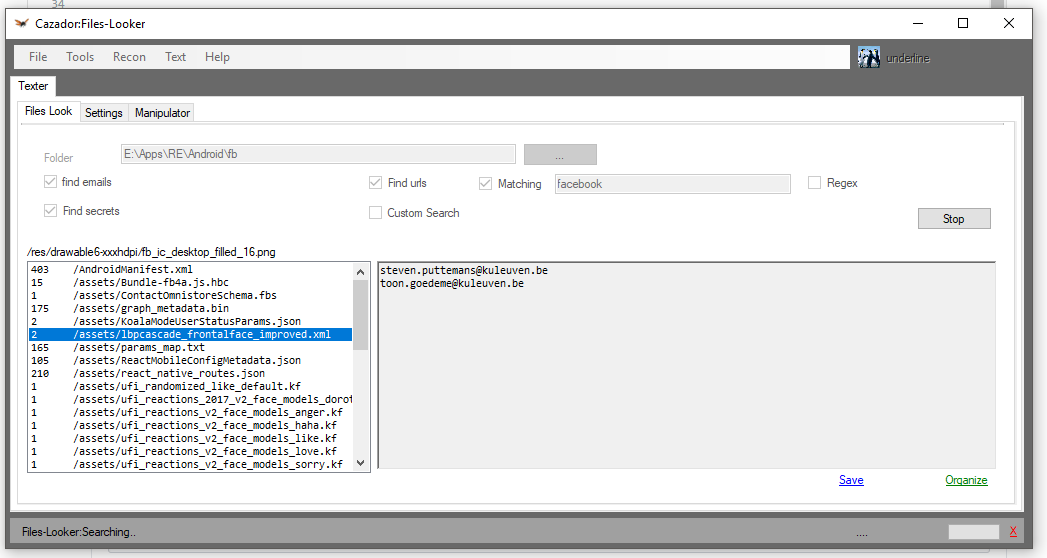 34
Cazador:Files-Looker
File Tools Recon Text Help
underline
Texter
Files Look Settings Manipulator
Folder E:\Apps\RE\Android\fb ...
find emails Find urls Matching facebook Regex
Find secrets Custom Search
Stop
/res/drawable6-xxxhdpi/fb_ic_desktop_filled_16.png
403 /AndroidManifest.xml
15 /assets/Bundle-fb4a.js.hbc
1 /assets/ContactOmnistoreSchema.fbs
175 /assets/graph_metadata.bin
2 /assets/KoalaModeUserStatusParams.json
2 /assets/lbpcascade_frontalface_improved.xml
165 /assets/params_map.txt
105 /assets/ReactMobileConfigMetadata.json
210 /assets/react_native_routes.json
1 /assets/ufi_randomized_like_default.kf
1 /assets/ufi_reactions_2017_v2_face_models_dorot
1 /assets/ufi_reactions_v2_face_models_anger.kf
1 /assets/ufi_reactions_v2_face_models_haha.kf
1 /assets/ufi_reactions_v2_face_models_like.kf
1 /assets/ufi_reactions_v2_face_models_love.kf
1 /assets/ufi_reactions_v2_face_models_sorry.kf
steven.puttemans@kuleuven.be
toon.goedeme@kuleuven.be
Save Organize
Files-Looker:Searching.. .... X